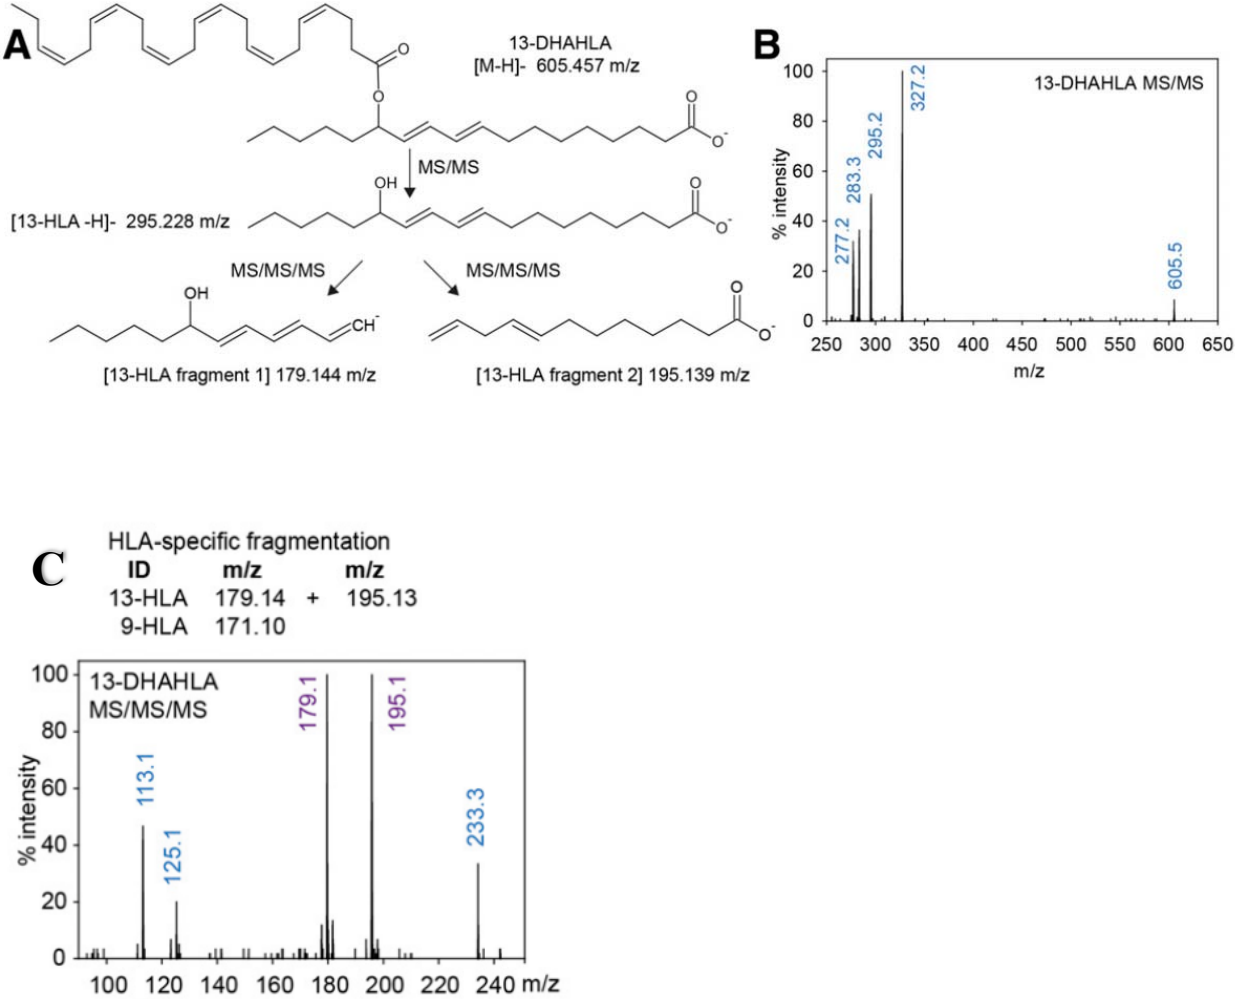 A
13-DHAHLA
[M-H]- 605.457 m/z
O
O
O
O-
MS/MS
OH
O
O-
[13-HLA -H]- 295.228 m/z
MS/MS/MS
MS/MS/MS
OH
CH-
O
O-
[13-HLA fragment 1] 179.144 m/z
[13-HLA fragment 2] 195.139 m/z
B
13-DHAHLA MS/MS
% intensity
100
80
60
40
20
0
277.2
283.3
295.2
327.2
605.5
250 300 350 400 450 500 550 600 650
m/z
C
HLA-specific fragmentation
ID m/z m/z
13-HLA 179.14 + 195.13
9-HLA 171.10
13-DHAHLA
MS/MS/MS
% intensity
100
80
60
40
20
0
113.1
125.1
179.1
195.1
233.3
100 120 140 160 180 200 220 240 m/z